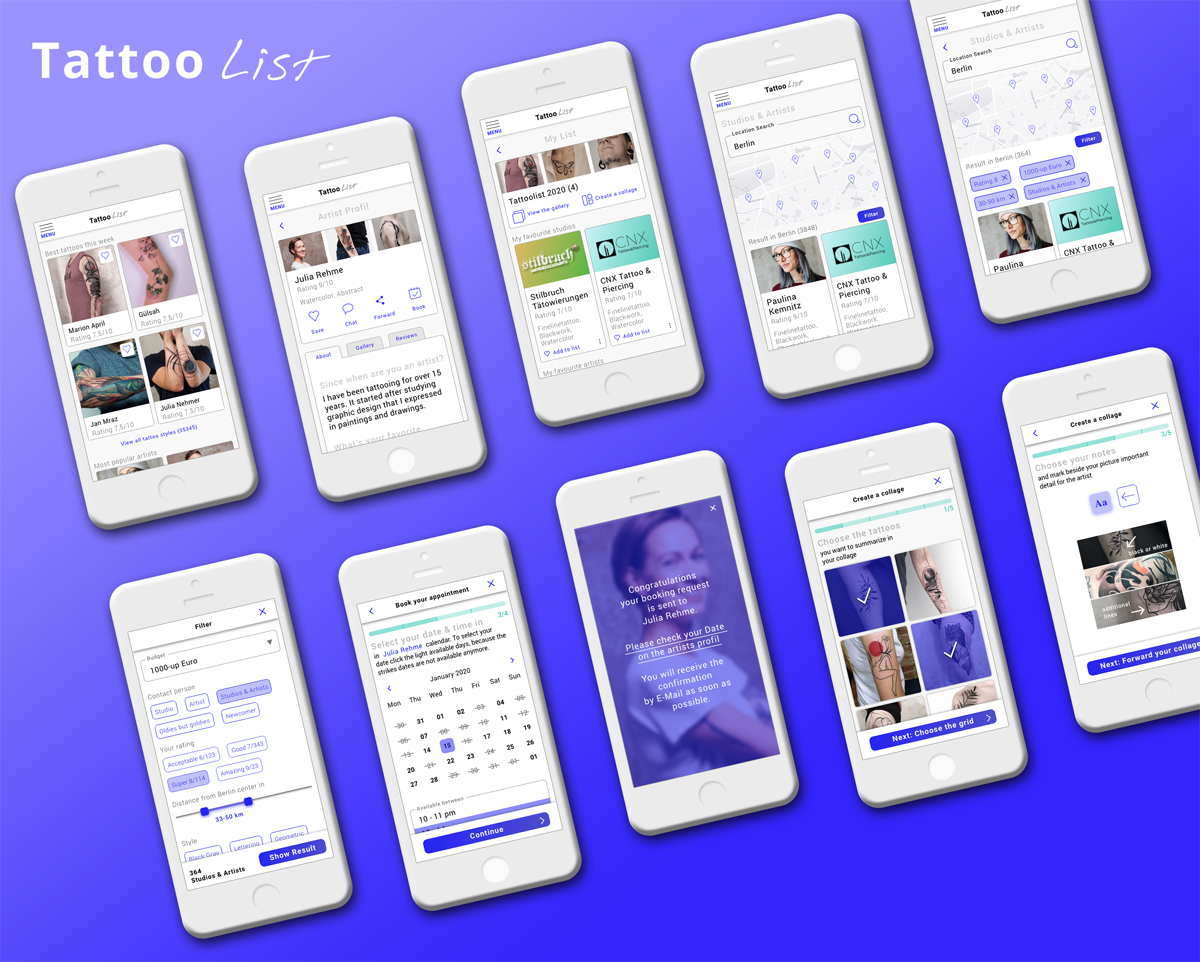 Tattoo List
MENU
Tattoo List
Best tattoos this week
Marion April
Rating 7.5/10
Gülsah
Rating 7.5/10
Jan Mraz
Rating 7,5/10
Julia Nehmer
Rating 7,5/10
View all tattoo styles (35345)
Most popular artists
MENU
Tattoo List
Artist Profil
Julia Rehme
Rating 9/10
Watercolor, Abstract
Save
Chat
Forward
Book
About
Gallery
Reviews
Since when are you an artist?
I have been tattooing for over 15
years. It started after studying
graphic design that I expressed
in paintings and drawings.
What's your favorite
MENU
Tattoo List
My List
Tattoolist 2020 (4)
View the gallery
Create a collage
My favourite studios
stilbruch
CNX
Tattoo&Piercing
Stilbruch
Tätowierungen
Rating 7/10
Finelinetattoo,
Blackwork,
Watercolor
Add to list
CNX Tattoo &
Piercing
Rating 7/10
Finelinetattoo,
Blackwork,
Watercolor
Add to list
My favourite artists
MENU
Tattoo List
Studios & Artists
Location Search
Berlin
Berlin
Filter
Result in Berlin (3848)
CNX
Tattoo&Piercing
Paulina
Kemnitz
Rating 9/10
Finelinetattoo,
Blackwork,
CNX Tattoo &
Piercing
Rating 7/10
Finelinetattoo,
Blackwork,
Watercolor
MENU
Tattoo List
Studios & Artists
Location Search
Berlin
Berlin
Filter
Result in Berlin (364)
Rating 8
1000-up Euro
30-50 km
Studios & Artists
CNX
Tattoo&Piercing
Paulina
CNX Tattoo &
Filter
Budget
1000-up Euro
Contact person
Studio
Artist
Studios & Artists
Oldies but goldies
Newcomer
Your rating
Acceptable 6/123
Good 7/343
Super 8/114
Amazing 9/23
Distance from Berlin center in
33-50 km
Style
Black Gray
Lettering
Geometric
364
Studios & Artists
Show Result
Book your appointment
2/4
Select your date & time in
in Julia Rehme calendar. To select your
date click the light available days, because the
strikes dates are not available anymore.
January 2020
Mon Thu Wed Thu Fri Sat Sun
30 31 01 02 03 04 05
06 07 08 09 10 11 12
13 14 15 16 17 18 19
20 21 22 23 24 25 26
27 28 29 30 31 31 01
Available between
10 - 11 pm
Continue
Congratulations
your booking request
is sent to
Julia Rehme.
Please check your Date
on the artists profil
You will receive the
confirmation
by E-Mail as soon as
possible.
Create a collage
1/5
Choose the tattoos
you want to summarize in
your collage
Next: Choose the grid
Create a collage
2/5
Choose your notes
and mark beside your picture important
detail for the artist
Aa
black or white
additional
lines
Next: Forward your collage